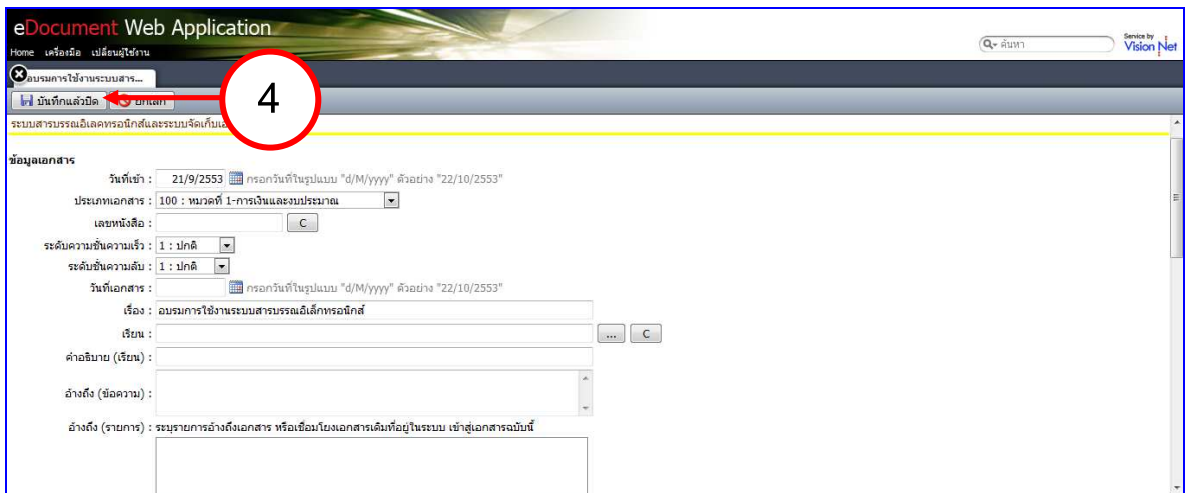 eDocument Web Application
Home เครื่องมือ เปลี่ยนผู้ใช้งาน
ค้นหา
Service by
Vision Net
อบรมการใช้งานระบบสาร...
บันทึกแล้วปิด ยกเลิก
4
ระบบสารบรรณอิเลคทรอนิกส์และระบบจัดเก็บ
ข้อมูลเอกสาร
วันที่เข้า : 21/9/2553 กรอกวันที่ในรูปแบบ "d/M/yyyy" ตัวอย่าง "22/10/2553"
ประเภทเอกสาร : 100 : หมวดที่ 1-การเงินและงบประมาณ
เลขหนังสือ : C
ระดับความชั้นความเร็ว : 1 : ปกติ
ระดับชั้นความลับ : 1 : ปกติ
วันที่เอกสาร : กรอกวันที่ในรูปแบบ "d/M/yyyy" ตัวอย่าง "22/10/2553"
เรื่อง : อบรมการใช้งานระบบสารบรรณอิเล็กทรอนิกส์
เรียน : ... C
คำอธิบาย (เรียน) :
อ้างถึง (ข้อความ) :
อ้างถึง (รายการ) : ระบุรายการอ้างถึงเอกสาร หรือเชื่อมโยงเอกสารเดิมที่อยู่ในระบบ เข้าสู่เอกสารฉบับนี้